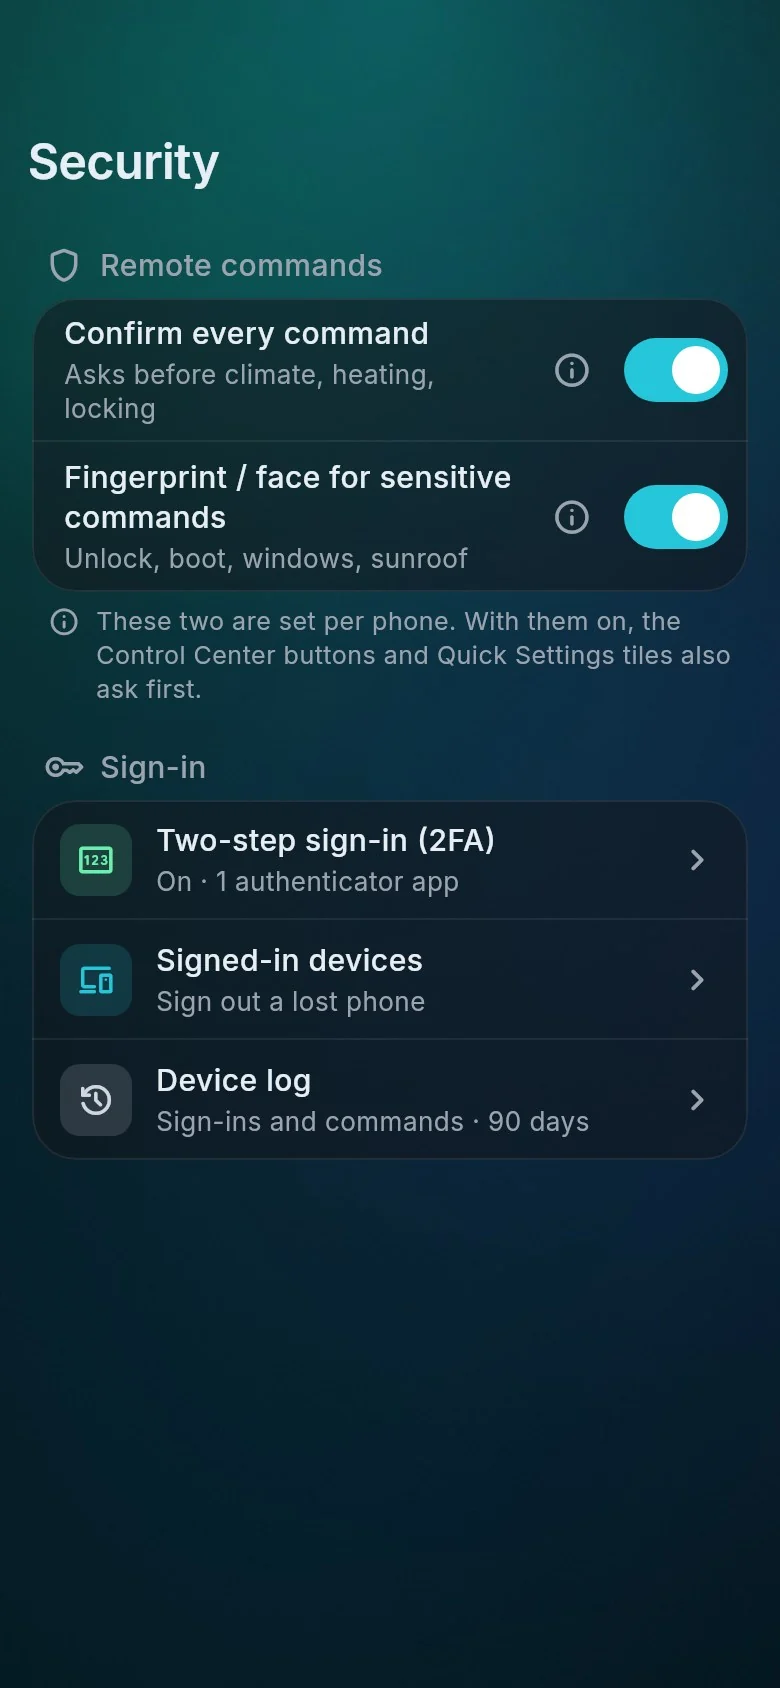 Security
Remote commands
Confirm every command
Asks before climate, heating,
locking
Fingerprint / face for sensitive
commands
Unlock, boot, windows, sunroof
These two are set per phone. With them on, the
Control Center buttons and Quick Settings tiles also
ask first.
Sign-in
123
Two-step sign-in (2FA)
On · 1 authenticator app
Signed-in devices
Sign out a lost phone
Device log
Sign-ins and commands · 90 days